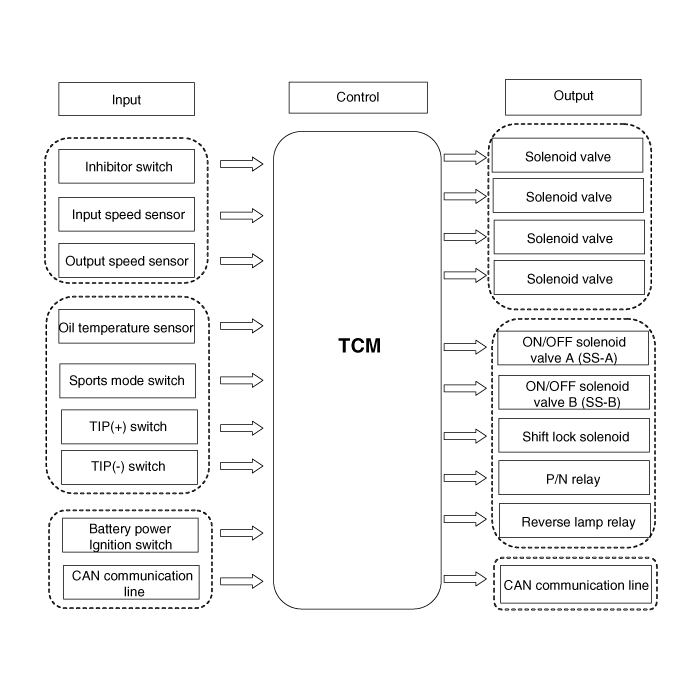 Input
Control
Output
Inhibitor switch
Input speed sensor
Output speed sensor
Oil temperature sensor
Sports mode switch
TIP(+) switch
TIP(-) switch
Battery power
Ignition switch
CAN communication
line
TCM
Solenoid valve
Solenoid valve
Solenoid valve
Solenoid valve
ON/OFF solenoid
valve A (SS-A)
ON/OFF solenoid
valve B (SS-B)
Shift lock solenoid
P/N relay
Reverse lamp relay
CAN communication line